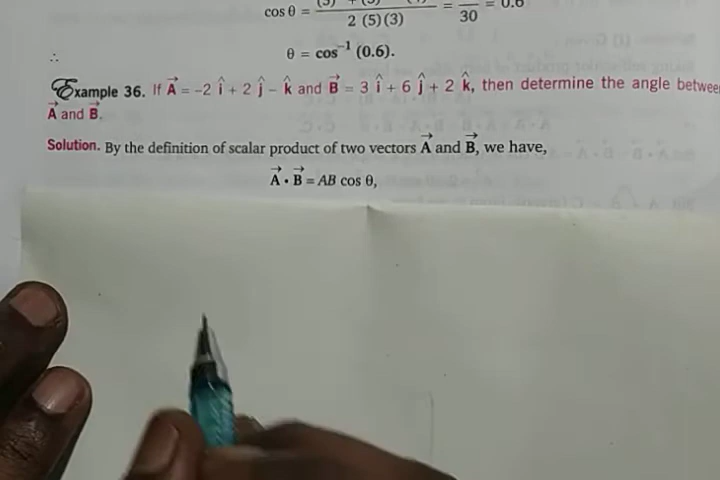 cos θ = 2 (5)(3) = 30 = 0.6
∴ θ = cos⁻¹ (0.6).
Example 36. If A⃗ = −2 î + 2 ĵ − k̂ and B⃗ = 3 î + 6 ĵ + 2 k̂, then determine the angle betwee
A⃗ and B⃗.
Solution. By the definition of scalar product of two vectors A⃗ and B⃗, we have,
A⃗ • B⃗ = AB cos θ,